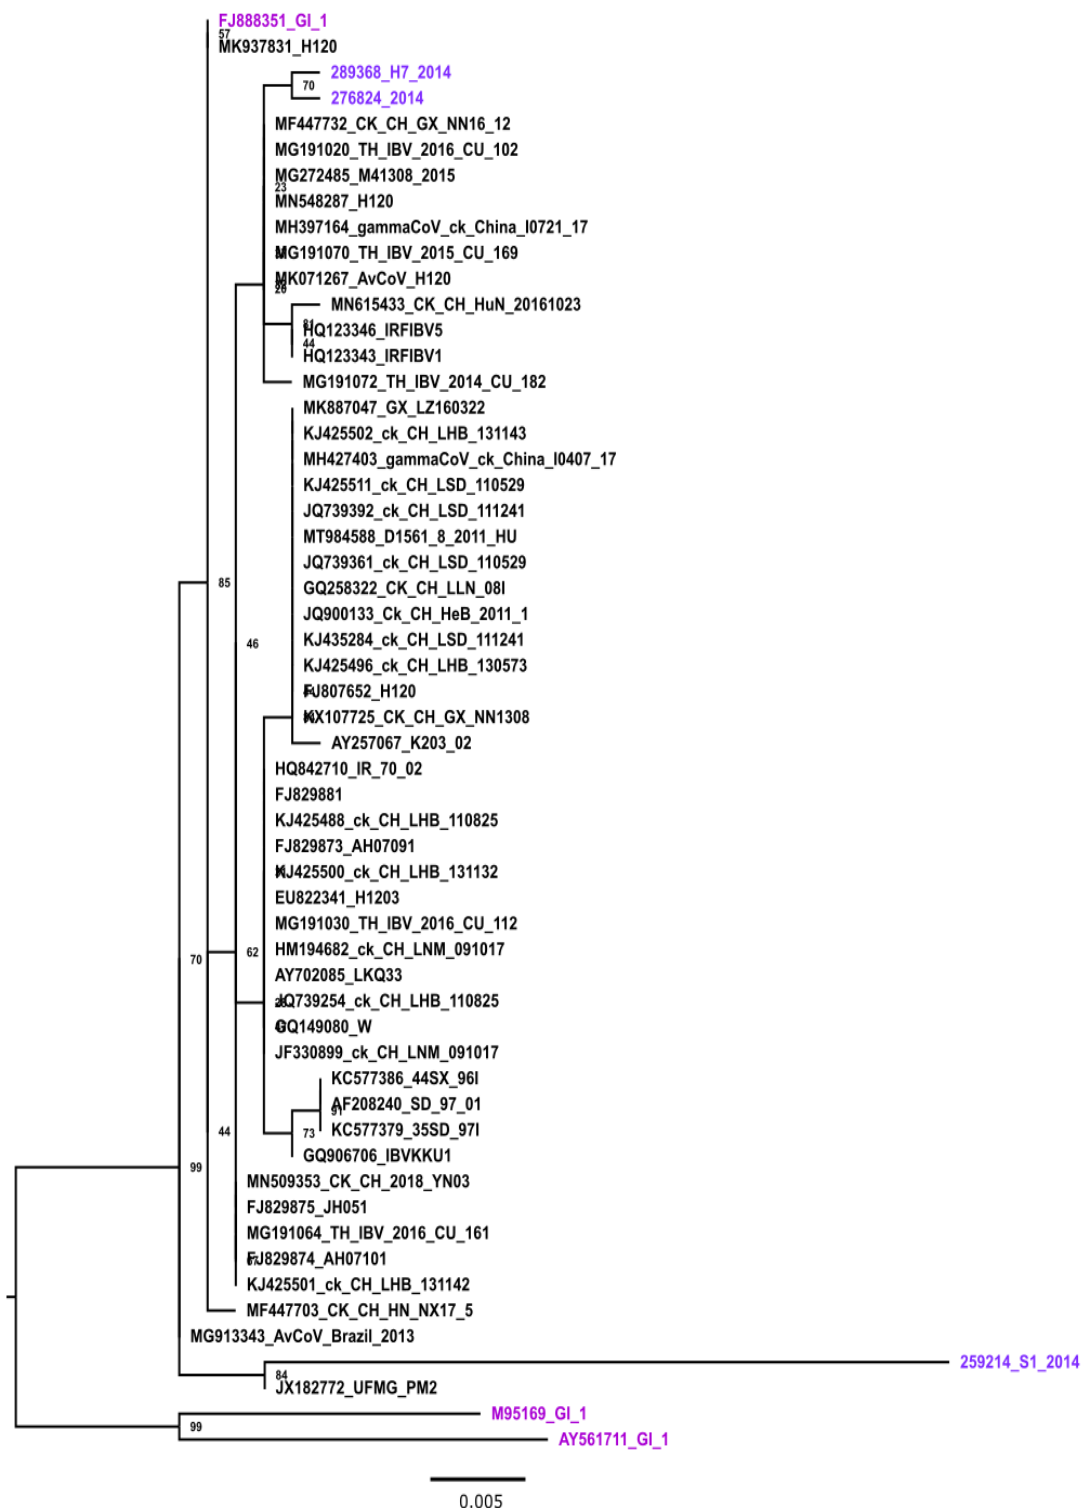 FJ888351_GI_1
57
MK937831_H120
289368_H7_2014
70
276824_2014
MF447732_CK_CH_GX_NN16_12
MG191020_TH_IBV_2016_CU_102
MG272485_M41308_2015
23
MN548287_H120
MH397164_gammaCoV_ck_China_I0721_17
MG191070_TH_IBV_2015_CU_169
MK071267_AvCoV_H120
20
MN615433_CK_CH_HuN_20161023
HQ123346_IRFIBV5
44
HQ123343_IRFIBV1
MG191072_TH_IBV_2014_CU_182
MK887047_GX_LZ160322
KJ425502_ck_CH_LHB_131143
MH427403_gammaCoV_ck_China_I0407_17
KJ425511_ck_CH_LSD_110529
JQ739392_ck_CH_LSD_111241
MT984588_D1561_8_2011_HU
JQ739361_ck_CH_LSD_110529
85
GQ258322_CK_CH_LLN_08I
JQ900133_Ck_CH_HeB_2011_1
KJ435284_ck_CH_LSD_111241
46
KJ425496_ck_CH_LHB_130573
FJ807652_H120
KX107725_CK_CH_GX_NN1308
AY257067_K203_02
HQ842710_IR_70_02
FJ829881
KJ425488_ck_CH_LHB_110825
FJ829873_AH07091
KJ425500_ck_CH_LHB_131132
EU822341_H1203
MG191030_TH_IBV_2016_CU_112
HM194682_ck_CH_LNM_091017
62
70
AY702085_LKQ33
JQ739254_ck_CH_LHB_110825
GQ149080_W
JF330899_ck_CH_LNM_091017
KC577386_44SX_96I
AF208240_SD_97_01
91
KC577379_35SD_97I
73
44
GQ906706_IBVKKU1
99
MN509353_CK_CH_2018_YN03
FJ829875_JH051
MG191064_TH_IBV_2016_CU_161
FJ829874_AH07101
KJ425501_ck_CH_LHB_131142
MF447703_CK_CH_HN_NX17_5
MG913343_AvCoV_Brazil_2013
259214_S1_2014
84
JX182772_UFMG_PM2
M95169_GI_1
99
AY561711_GI_1
0.005